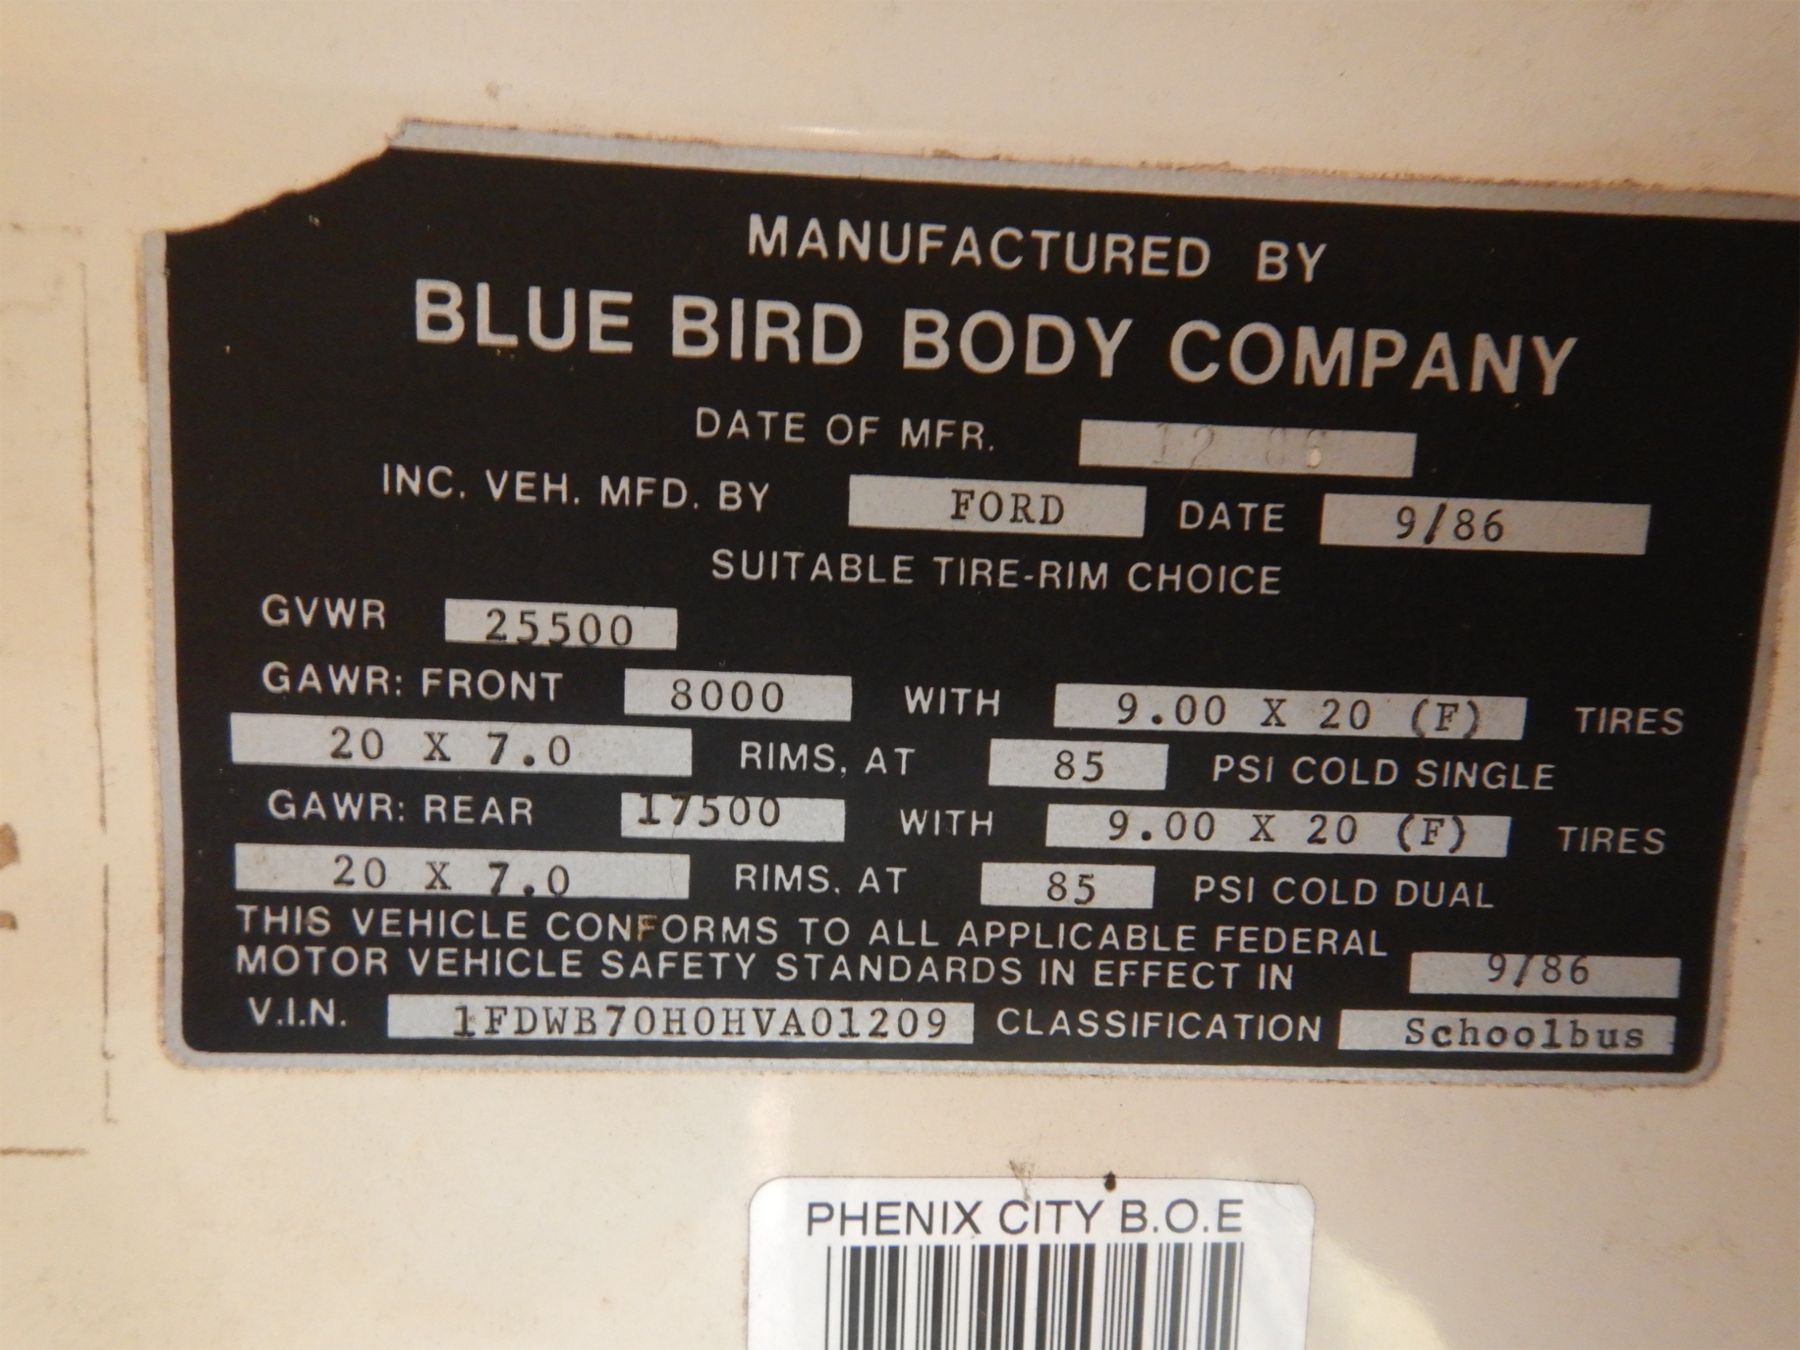 MANUFACTURED BY
BLUE BIRD BODY COMPANY
DATE OF MFR. 12 86
INC. VEH. MFD. BY FORD DATE 9/86
SUITABLE TIRE-RIM CHOICE
GVWR 25500
GAWR: FRONT 8000 WITH 9.00 X 20 (F) TIRES
20 X 7.0 RIMS, AT 85 PSI COLD SINGLE
GAWR: REAR 17500 WITH 9.00 X 20 (F) TIRES
20 X 7.0 RIMS, AT 85 PSI COLD DUAL
THIS VEHICLE CONFORMS TO ALL APPLICABLE FEDERAL
MOTOR VEHICLE SAFETY STANDARDS IN EFFECT IN 9/86
V.I.N. 1FDWB70H0HVA01209 CLASSIFICATION Schoolbus
PHENIX CITY B.O.E